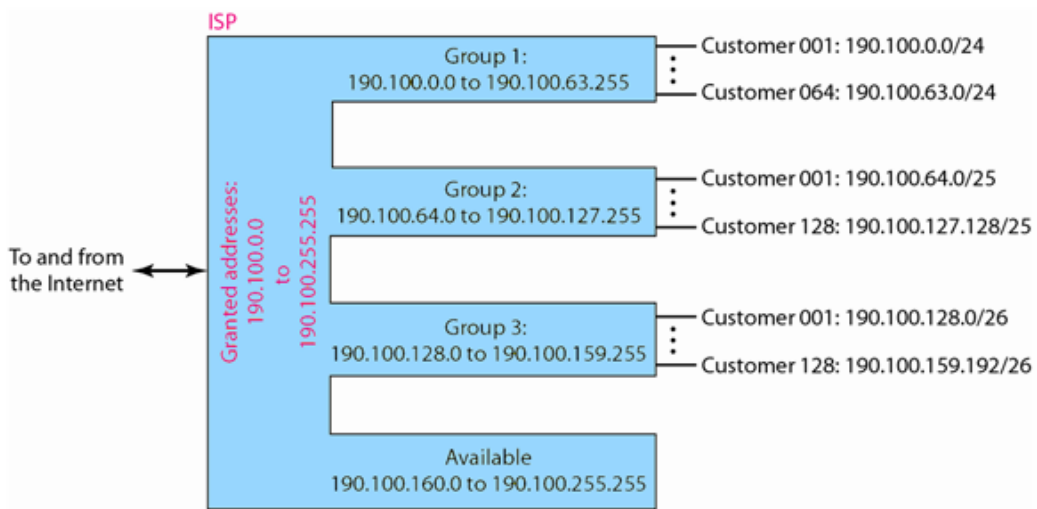 ISP
Group 1:
190.100.0.0 to 190.100.63.255
Customer 001: 190.100.0.0/24
Customer 064: 190.100.63.0/24
Group 2:
190.100.64.0 to 190.100.127.255
Customer 001: 190.100.64.0/25
Customer 128: 190.100.127.128/25
To and from
the Internet
Granted addresses:
190.100.0.0
to
190.100.255.255
Group 3:
190.100.128.0 to 190.100.159.255
Customer 001: 190.100.128.0/26
Customer 128: 190.100.159.192/26
Available
190.100.160.0 to 190.100.255.255